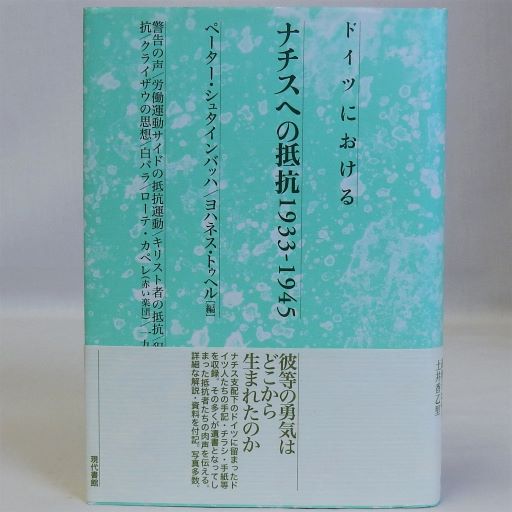 ドイツにおける
ナチスへの抵抗1933-1945
ペーター・シュタインバッハ/ヨハネス・トゥヘル[編]
警告の声/労働運動サイドの抵抗運動/キリスト者の抵抗/
抗/クライザウの思想/白バラ/ローテ・カペレ(赤い楽団)/一九
彼等の勇気は
どこから
生まれたのか
ナチス支配下のドイツに留まったド
イツ人たちの手記・チラシ・手紙等
を収録。その多くが遺書となってし
まった抵抗者たちの肉声を伝える。
詳細な解説・資料を付記。写真多数。
現代書館